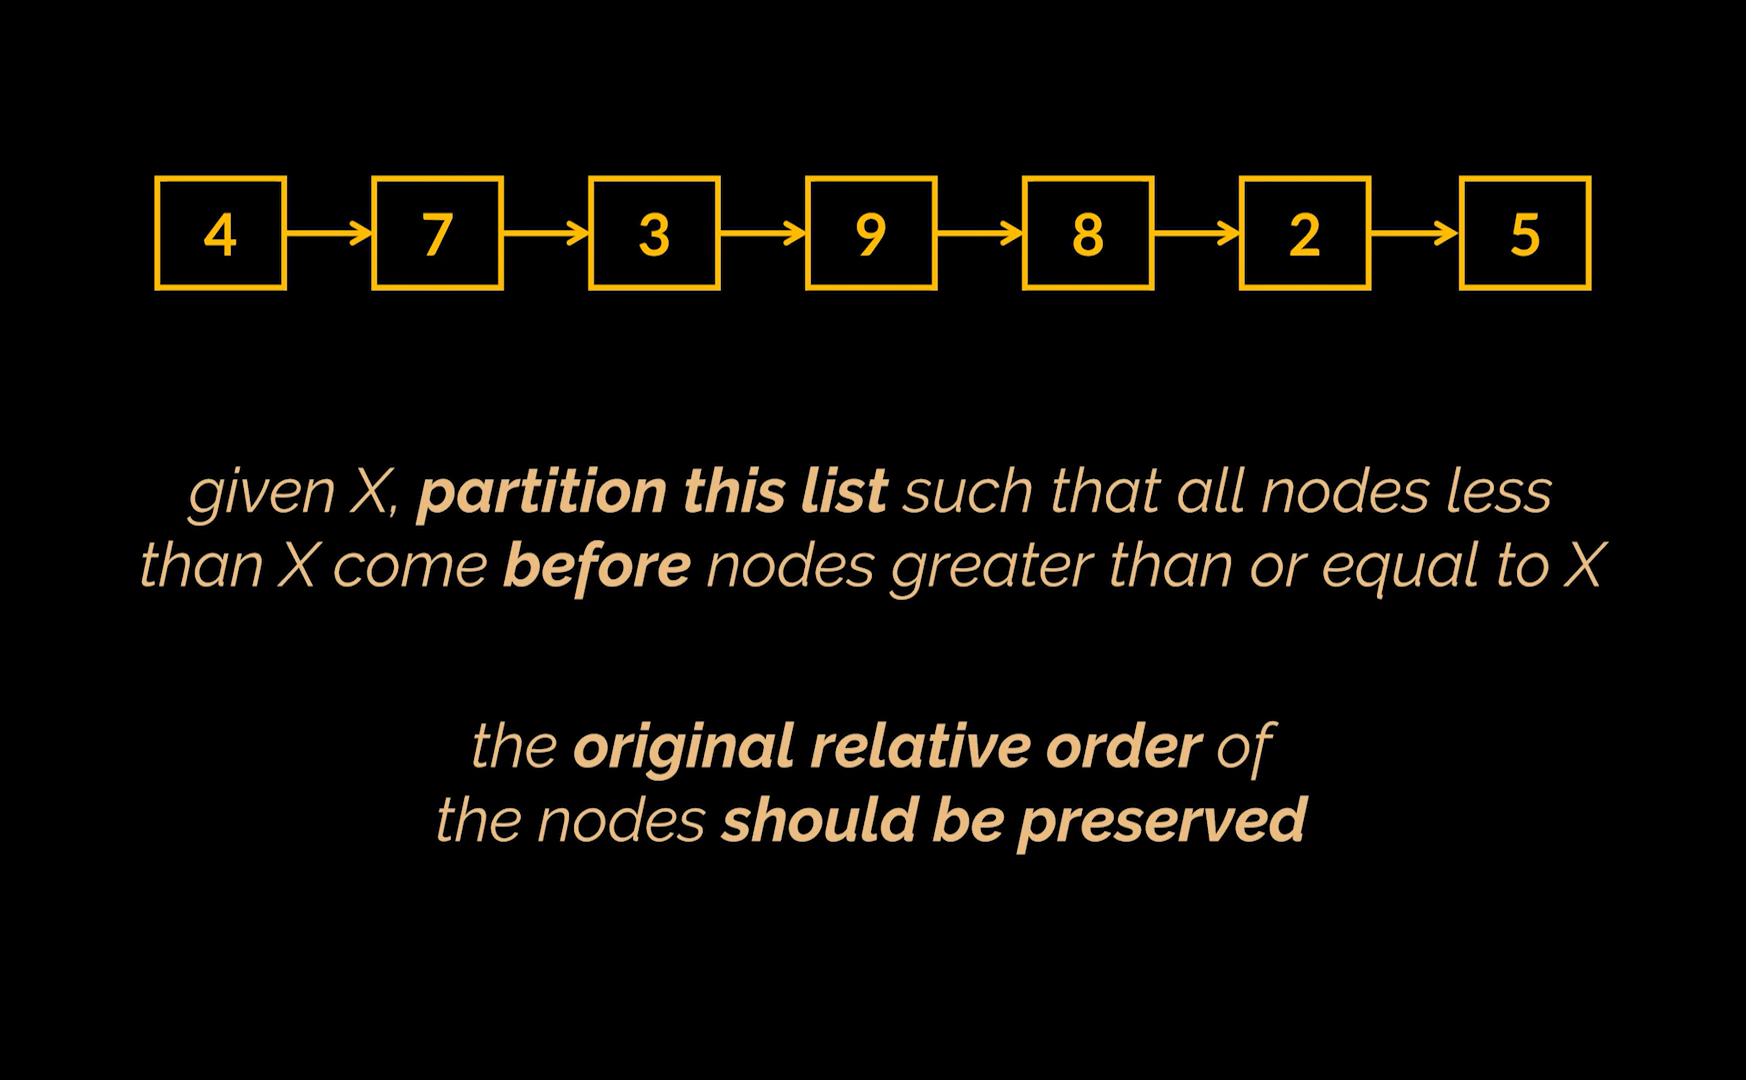 4 7 3 9 8 2 5
given X, partition this list such that all nodes less
than X come before nodes greater than or equal to X
the original relative order of
the nodes should be preserved